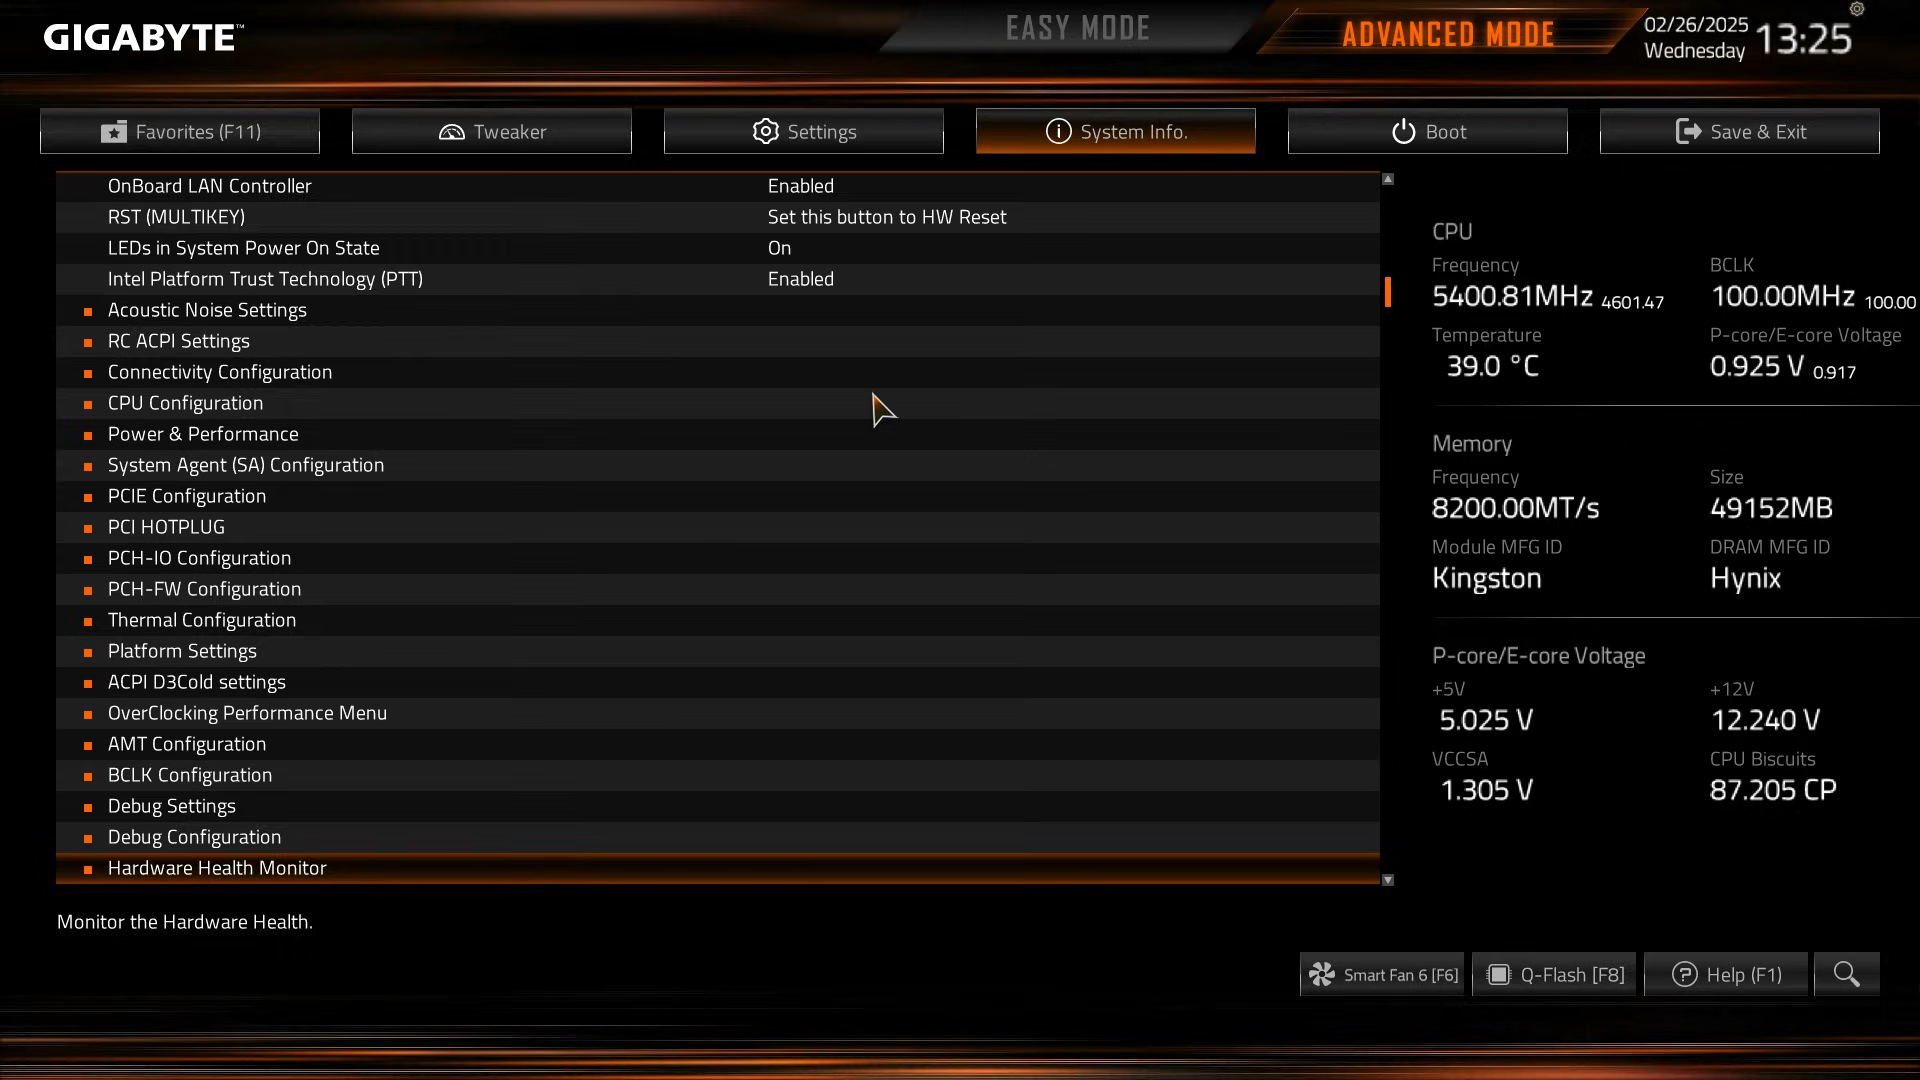 GIGABYTE™
EASY MODE
ADVANCED MODE
02/26/2025
Wednesday
13:25
Favorites (F11)
Tweaker
Settings
System Info.
Boot
Save & Exit
OnBoard LAN Controller Enabled
RST (MULTIKEY) Set this button to HW Reset
LEDs in System Power On State On
Intel Platform Trust Technology (PTT) Enabled
Acoustic Noise Settings
RC ACPI Settings
Connectivity Configuration
CPU Configuration
Power & Performance
System Agent (SA) Configuration
PCIE Configuration
PCI HOTPLUG
PCH-IO Configuration
PCH-FW Configuration
Thermal Configuration
Platform Settings
ACPI D3Cold settings
OverClocking Performance Menu
AMT Configuration
BCLK Configuration
Debug Settings
Debug Configuration
Hardware Health Monitor
CPU
Frequency BCLK
5400.81MHz 4601.47 100.00MHz 100.00
Temperature P-core/E-core Voltage
39.0 °C 0.925 V 0.917
Memory
Frequency Size
8200.00MT/s 49152MB
Module MFG ID DRAM MFG ID
Kingston Hynix
P-core/E-core Voltage
+5V +12V
5.025 V 12.240 V
VCCSA CPU Biscuits
1.305 V 87.205 CP
Monitor the Hardware Health.
Smart Fan 6 [F6]
Q-Flash [F8]
Help (F1)